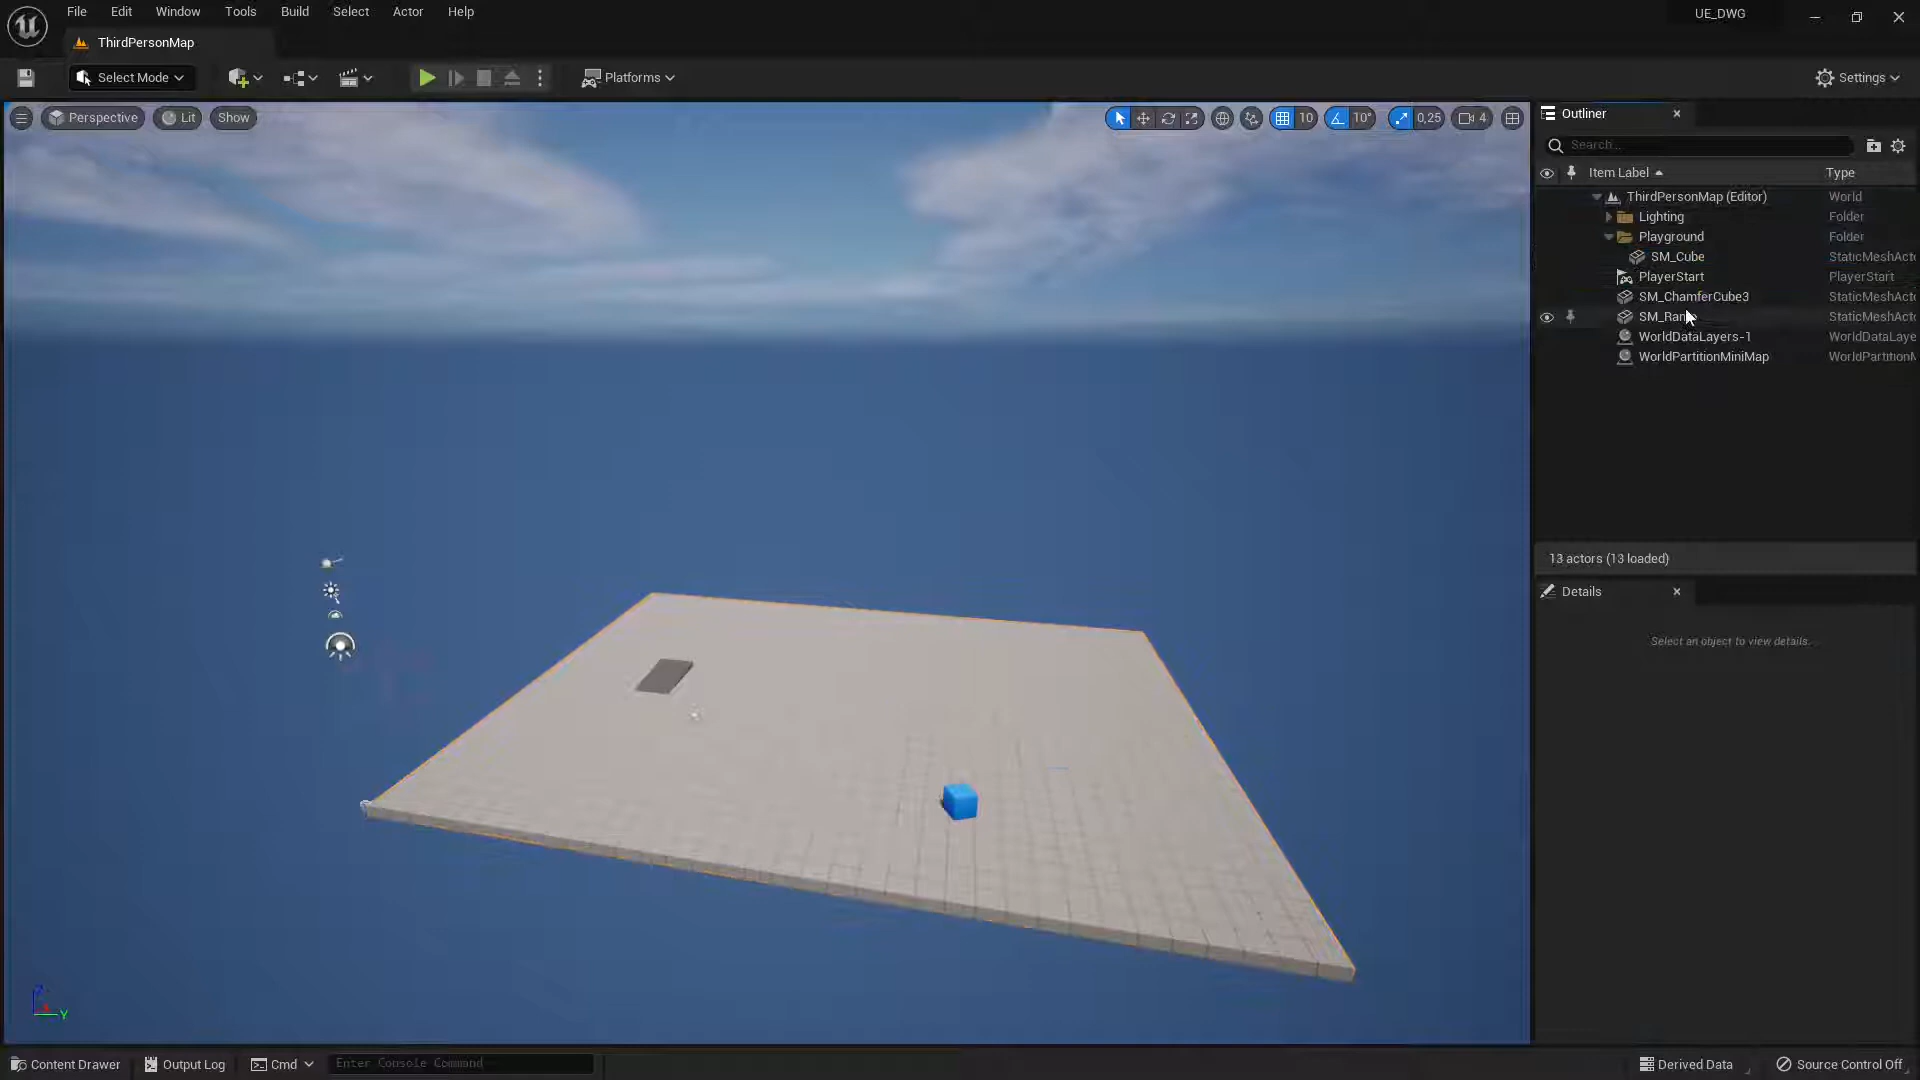 File Edit Window Tools Build Select Actor Help
UE_DWG
ThirdPersonMap
Select Mode
Platforms
Settings
Perspective Lit Show
10 10° 0,25 4
Outliner
Search...
Item Label Type
ThirdPersonMap (Editor) World
Lighting Folder
Playground Folder
SM_Cube StaticMeshActo
PlayerStart PlayerStart
SM_ChamferCube3 StaticMeshActo
SM_Ramp StaticMeshActo
WorldDataLayers-1 WorldDataLaye
WorldPartitionMiniMap WorldPartitionM
13 actors (13 loaded)
Details
Select an object to view details.
Z
Y
Content Drawer Output Log Cmd Enter Console Command
Derived Data Source Control Off